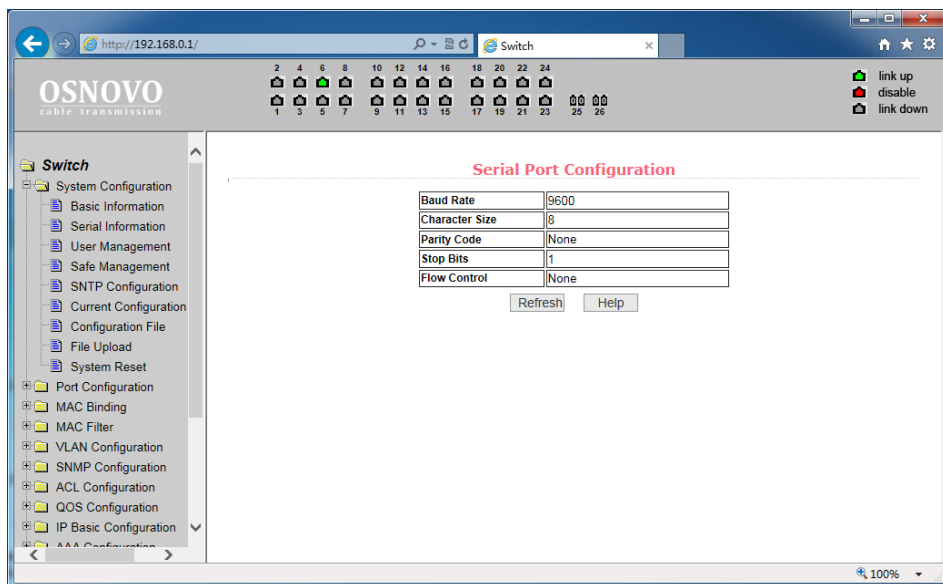 http://192.168.0.1/
Switch
OSNOVO
cable transmission
2 4 6 8 10 12 14 16 18 20 22 24
1 3 5 7 9 11 13 15 17 19 21 23 25 26
link up
disable
link down
Switch
System Configuration
Basic Information
Serial Information
User Management
Safe Management
SNTP Configuration
Current Configuration
Configuration File
File Upload
System Reset
Port Configuration
MAC Binding
MAC Filter
VLAN Configuration
SNMP Configuration
ACL Configuration
QOS Configuration
IP Basic Configuration
AAA Configuration
Serial Port Configuration
Baud Rate 9600
Character Size 8
Parity Code None
Stop Bits 1
Flow Control None
Refresh Help
100%